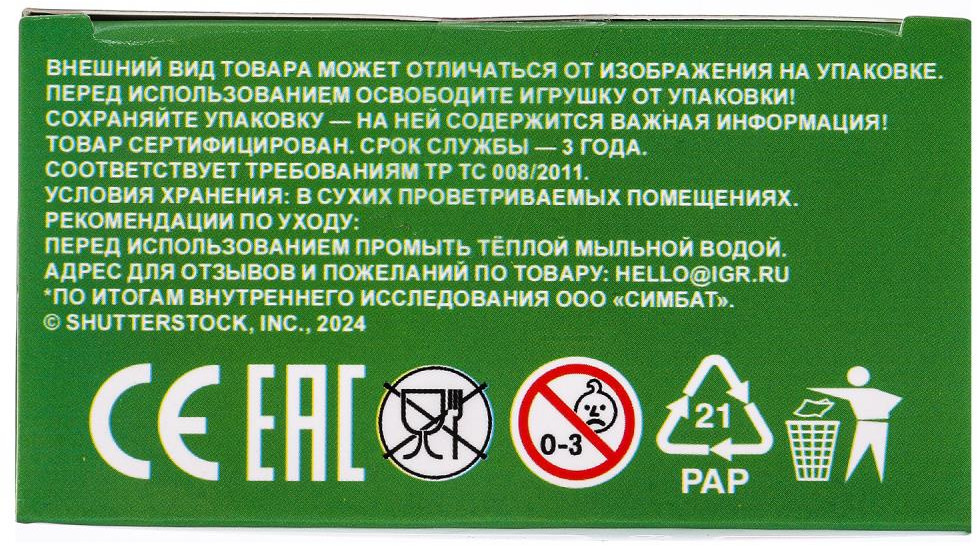 ВНЕШНИЙ ВИД ТОВАРА МОЖЕТ ОТЛИЧАТЬСЯ ОТ ИЗОБРАЖЕНИЯ НА УПАКОВКЕ.
ПЕРЕД ИСПОЛЬЗОВАНИЕМ ОСВОБОДИТЕ ИГРУШКУ ОТ УПАКОВКИ!
СОХРАНЯЙТЕ УПАКОВКУ — НА НЕЙ СОДЕРЖИТСЯ ВАЖНАЯ ИНФОРМАЦИЯ!
ТОВАР СЕРТИФИЦИРОВАН. СРОК СЛУЖБЫ — 3 ГОДА.
СООТВЕТСТВУЕТ ТРЕБОВАНИЯМ ТР ТС 008/2011.
УСЛОВИЯ ХРАНЕНИЯ: В СУХИХ ПРОВЕТРИВАЕМЫХ ПОМЕЩЕНИЯХ.
РЕКОМЕНДАЦИИ ПО УХОДУ:
ПЕРЕД ИСПОЛЬЗОВАНИЕМ ПРОМЫТЬ ТЁПЛОЙ МЫЛЬНОЙ ВОДОЙ.
АДРЕС ДЛЯ ОТЗЫВОВ И ПОЖЕЛАНИЙ ПО ТОВАРУ: HELLO@IGR.RU
*ПО ИТОГАМ ВНУТРЕННЕГО ИССЛЕДОВАНИЯ ООО «СИМБАТ».
© SHUTTERSTOCK, INC., 2024
CE EAC 0-3 21
PAP